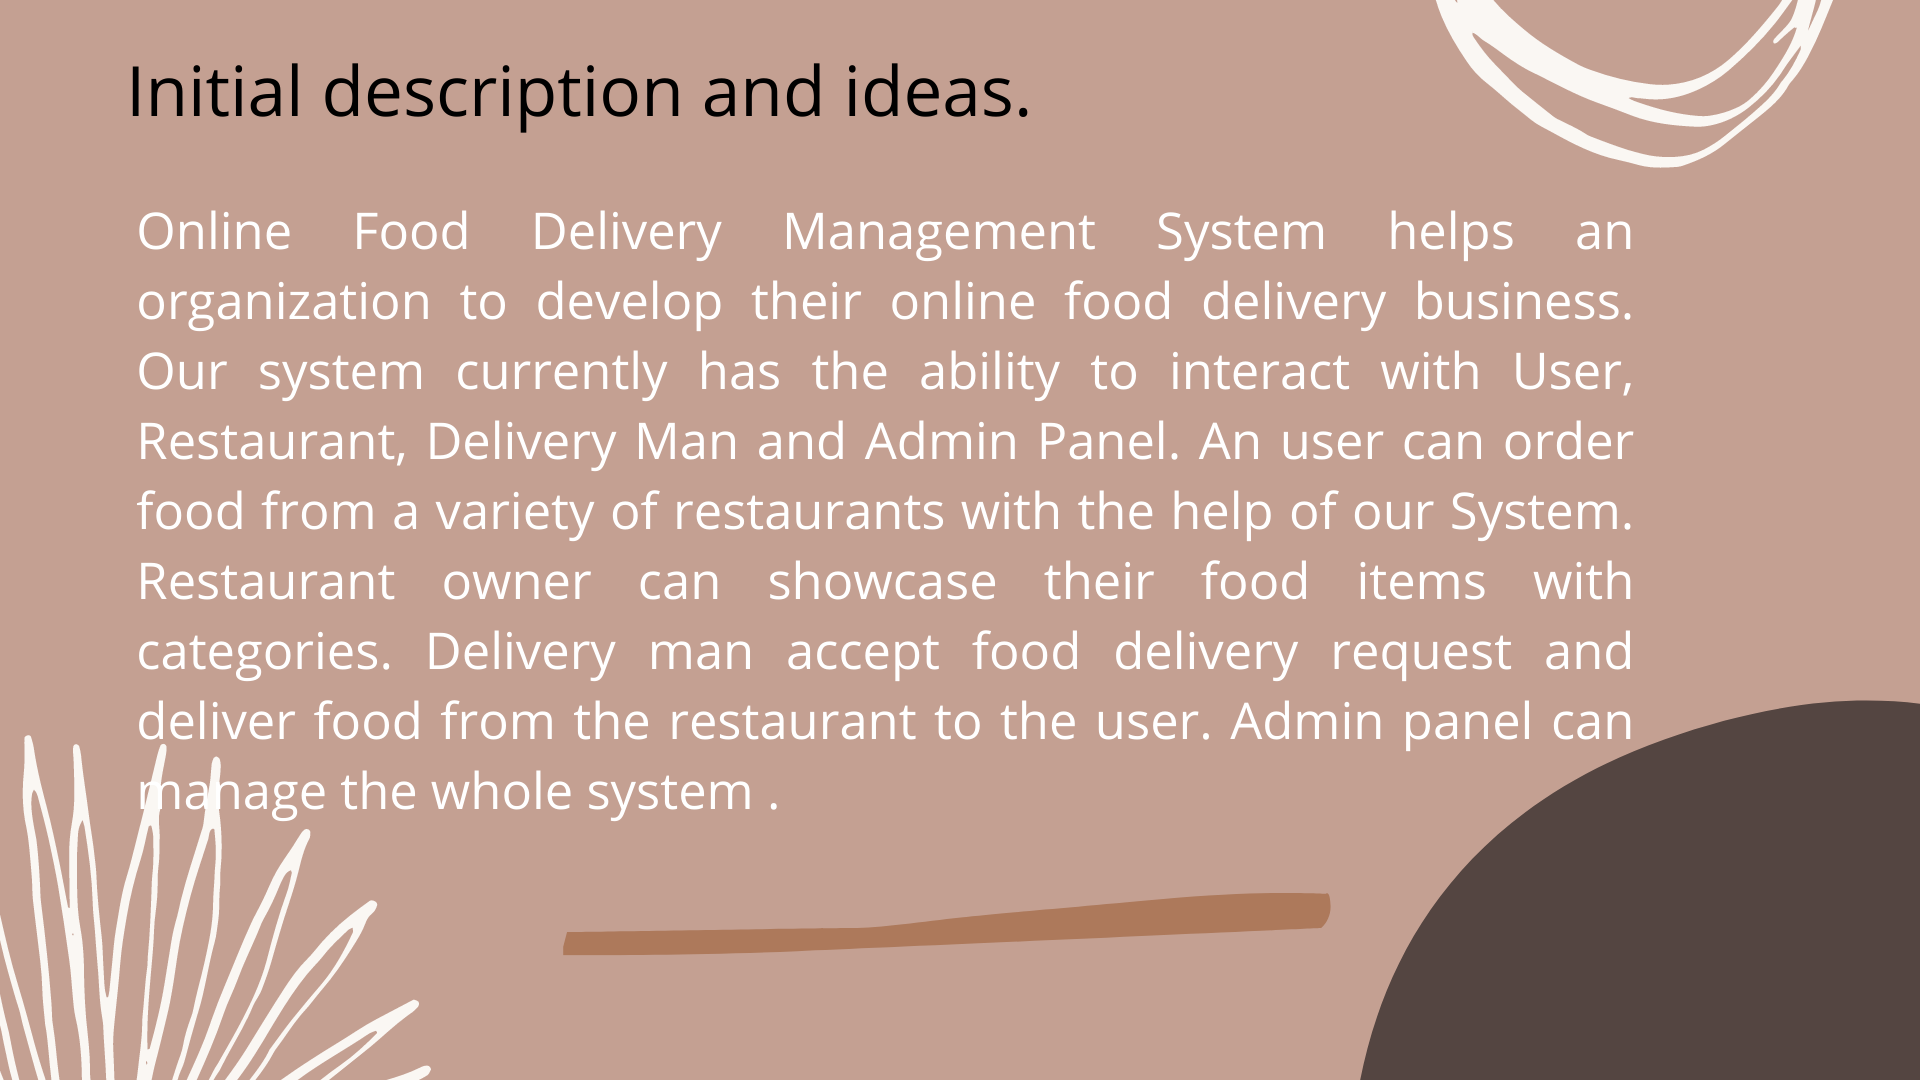 Initial description and ideas.
Online Food Delivery Management System helps an
organization to develop their online food delivery business.
Our system currently has the ability to interact with User,
Restaurant, Delivery Man and Admin Panel. An user can order
food from a variety of restaurants with the help of our System.
Restaurant owner can showcase their food items with
categories. Delivery man accept food delivery request and
deliver food from the restaurant to the user. Admin panel can
manage the whole system .